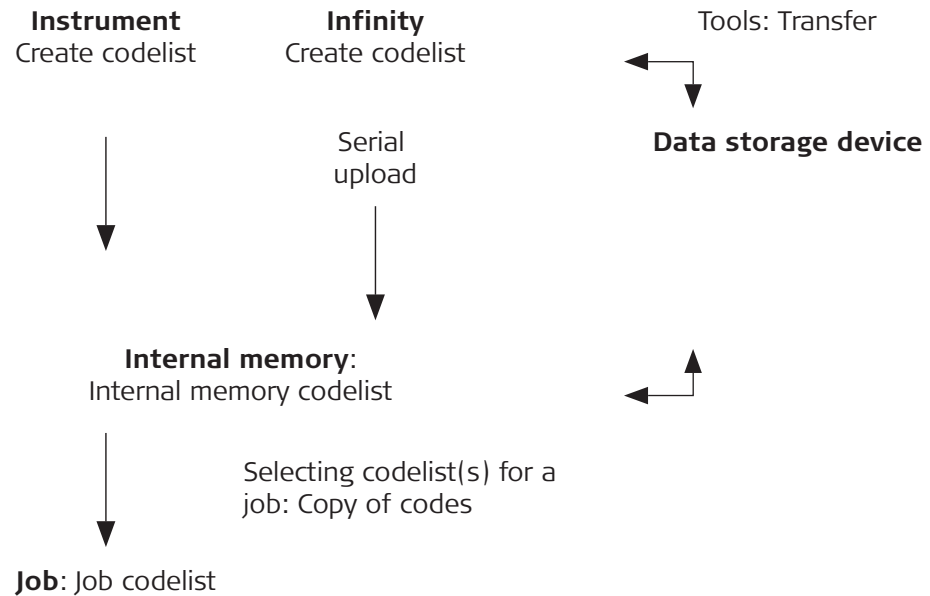 Instrument
Create codelist
Infinity
Create codelist
Tools: Transfer
Serial
upload
Data storage device
Internal memory:
Internal memory codelist
Selecting codelist(s) for a
job: Copy of codes
Job: Job codelist